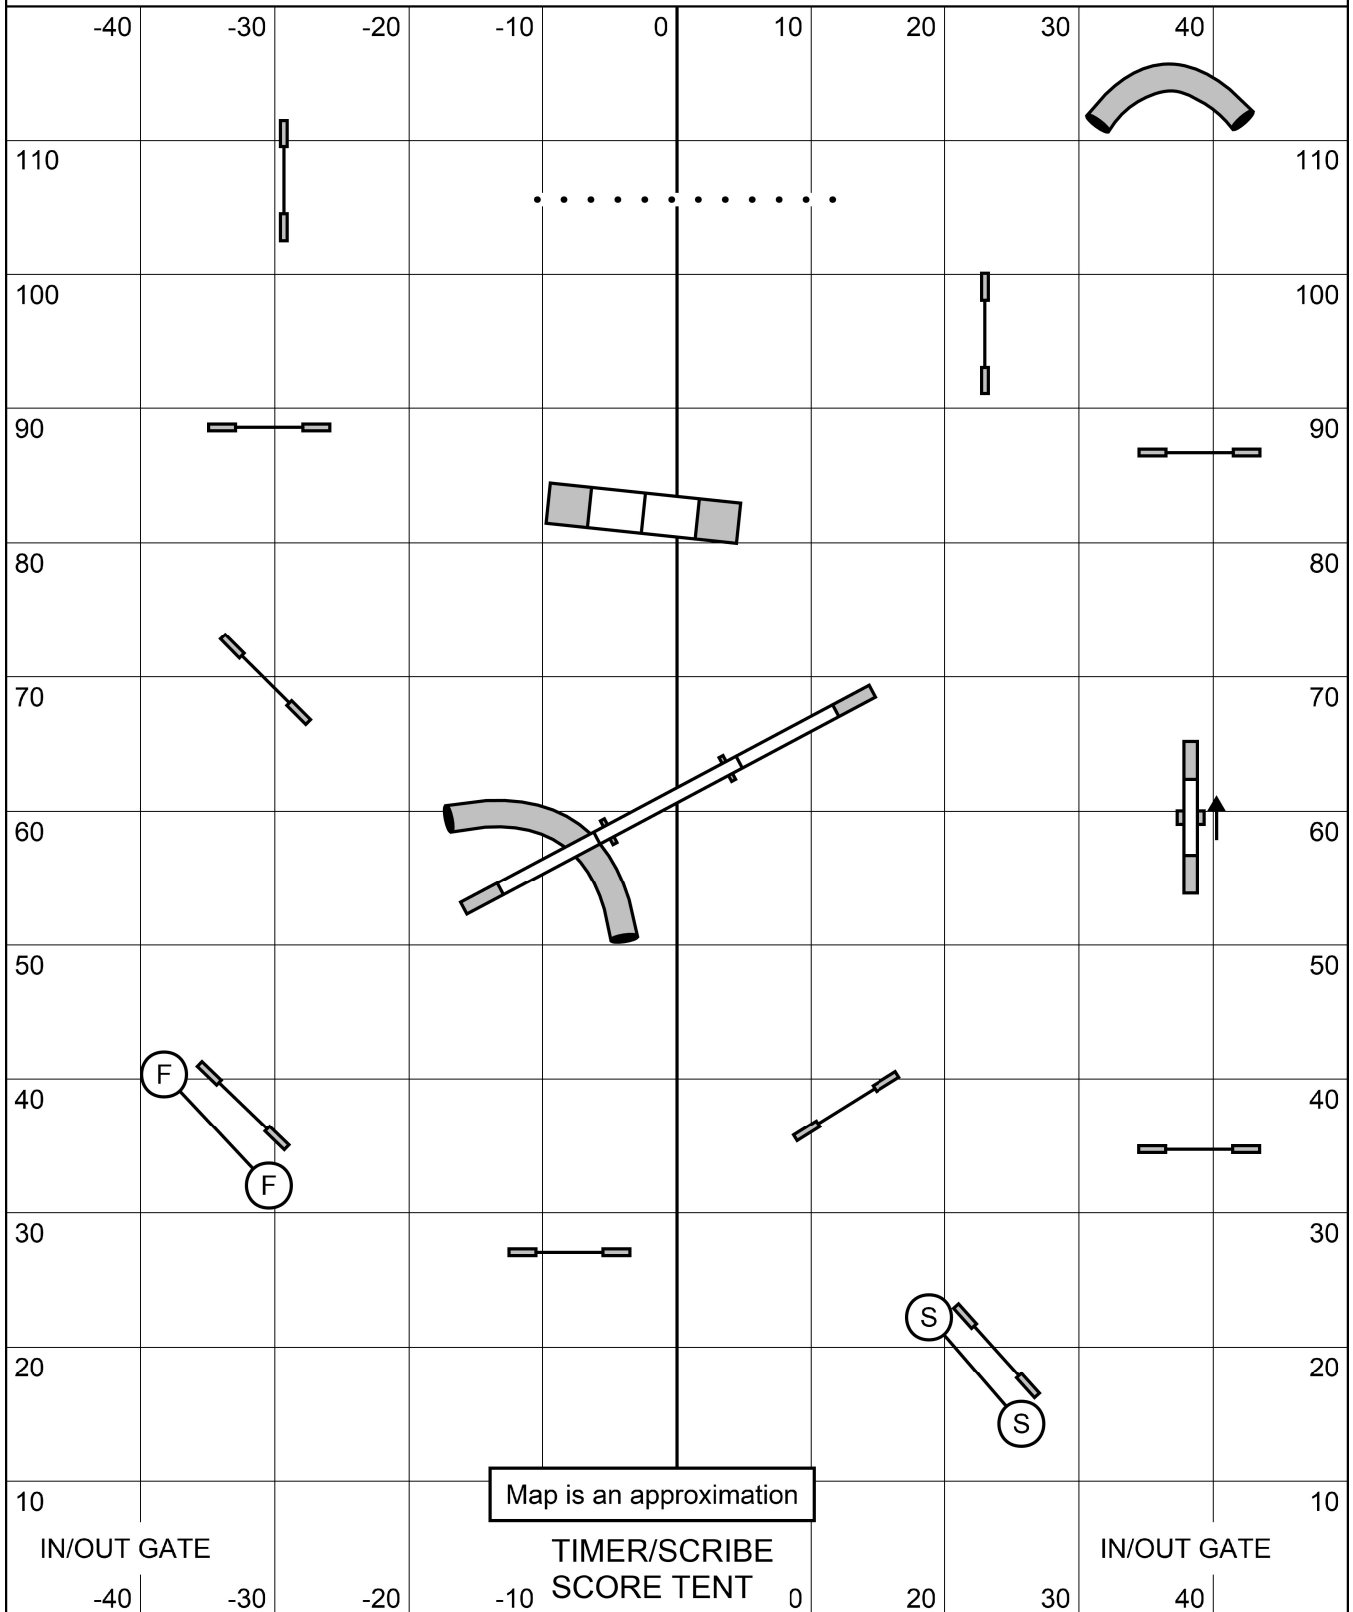 -40 -30 -20 -10 0 10 20 30 40
110 110
100 100
90 90
80 80
70 70
60 60
50 50
F
40 40
F
30 30
S
20 20
S
Map is an approximation
10 10
IN/OUT GATE TIMER/SCRIBE IN/OUT GATE
SCORE TENT
-40 -30 -20 -10 0 20 30 40